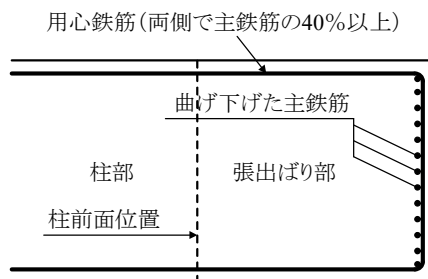 用心鉄筋(両側で主鉄筋の40%以上)
曲げ下げた主鉄筋
柱部
張出ばり部
柱前面位置